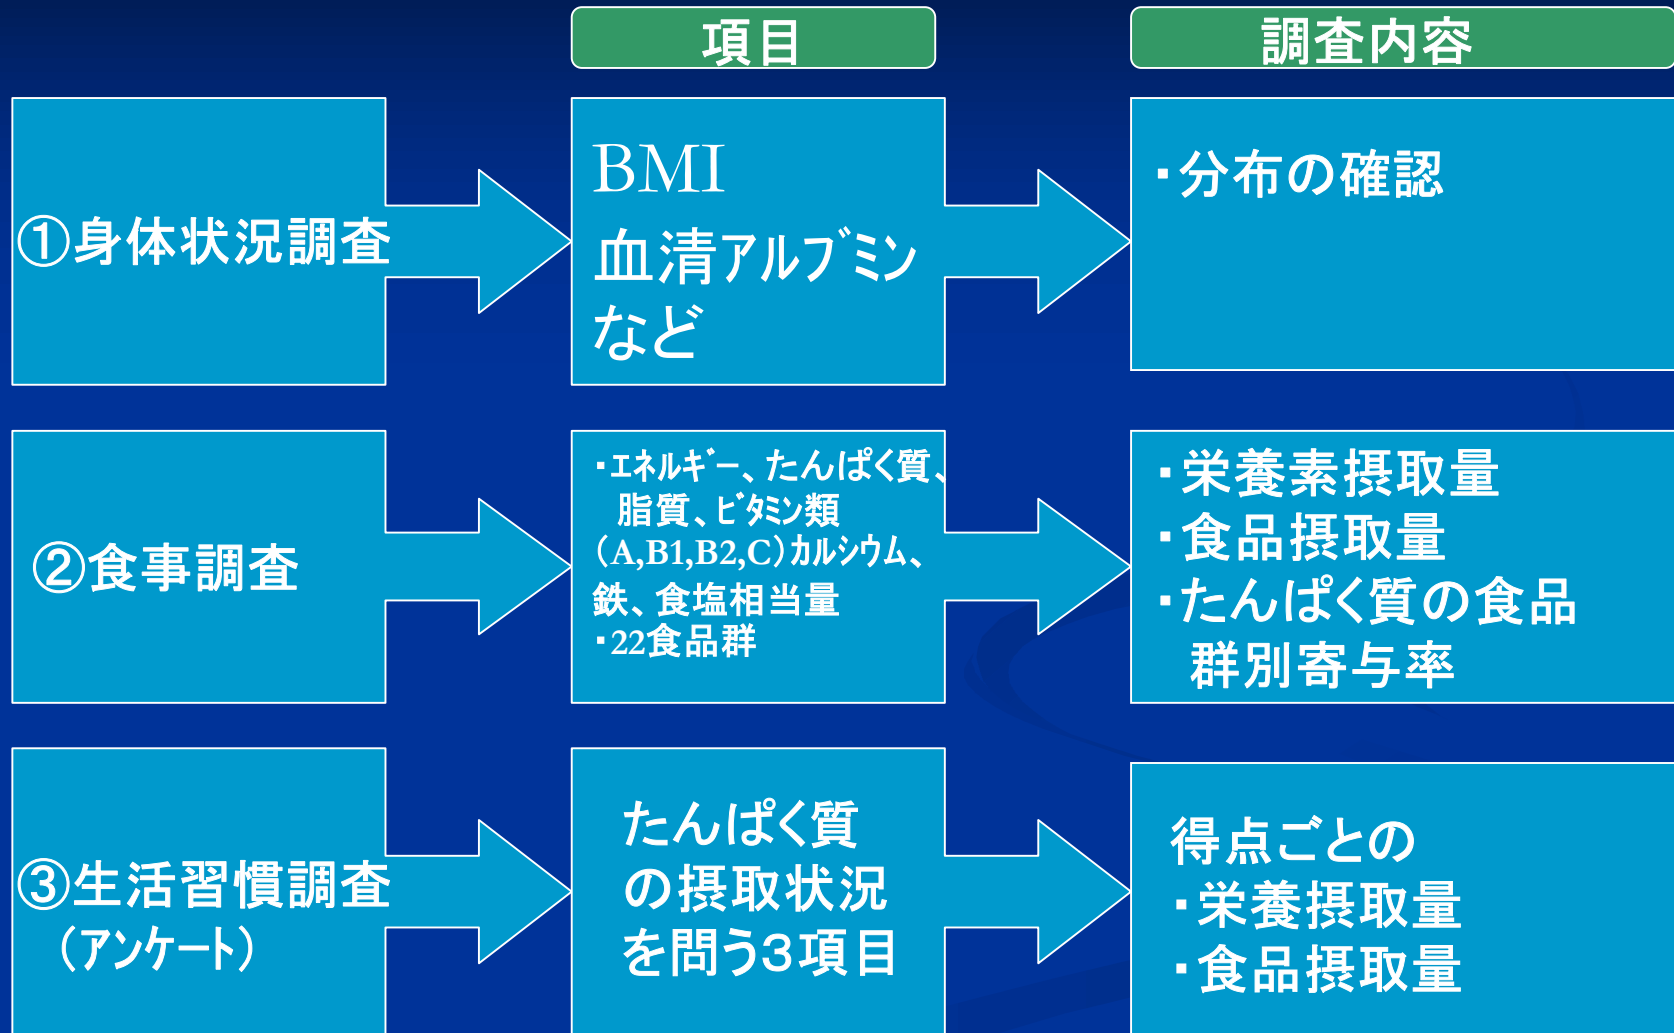 項目
調査内容
①身体状況調査
BMI
血清ｱﾙﾌﾞﾐﾝ
など
・分布の確認
②食事調査
・ｴﾈﾙｷﾞｰ、たんぱく質、
脂質、ﾋﾞﾀﾐﾝ類
（A,B1,B2,C）ｶﾙｼｳﾑ、
鉄、食塩相当量
・22食品群
・栄養素摂取量
・食品摂取量
・たんぱく質の食品
群別寄与率
③生活習慣調査
（ｱﾝｹｰﾄ）
たんぱく質
の摂取状況
を問う３項目
得点ごとの
・栄養摂取量
・食品摂取量